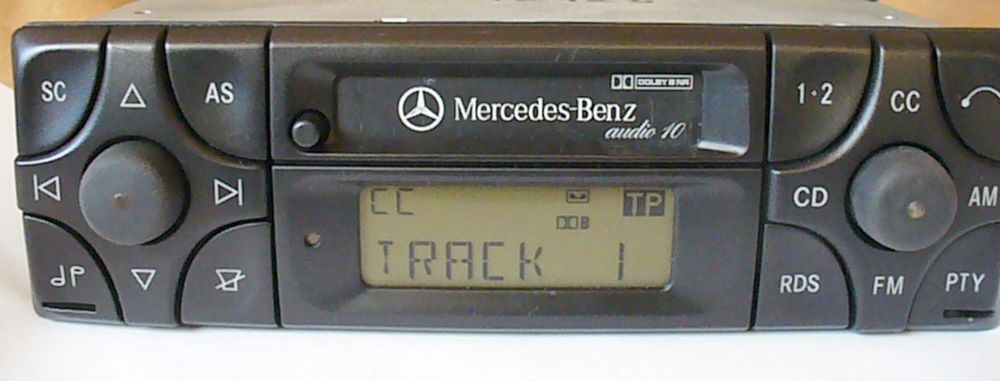 SC
AS
DOLBY B NR
Mercedes-Benz
audio 10
1·2
CC
CD
AM
RDS
FM
PTY
CC
TP
B
TRACK 1